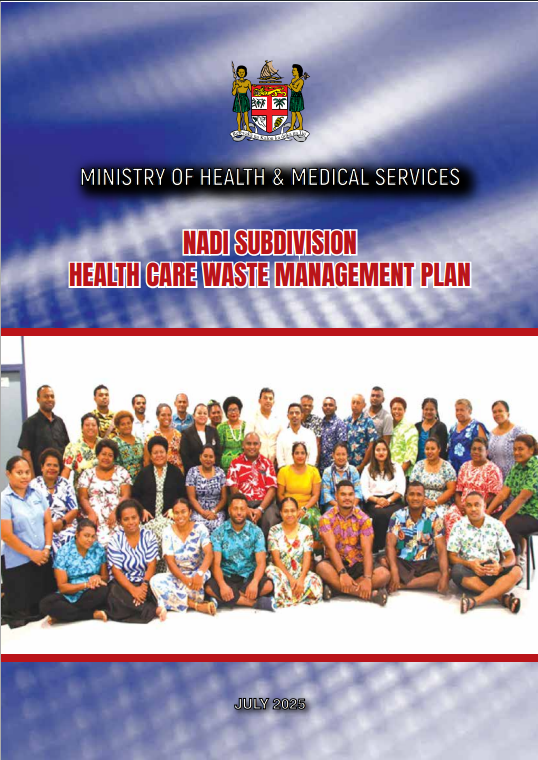 MINISTRY OF HEALTH & MEDICAL SERVICES
NADI SUBDIVISION
HEALTH CARE WASTE MANAGEMENT PLAN
JULY 2025